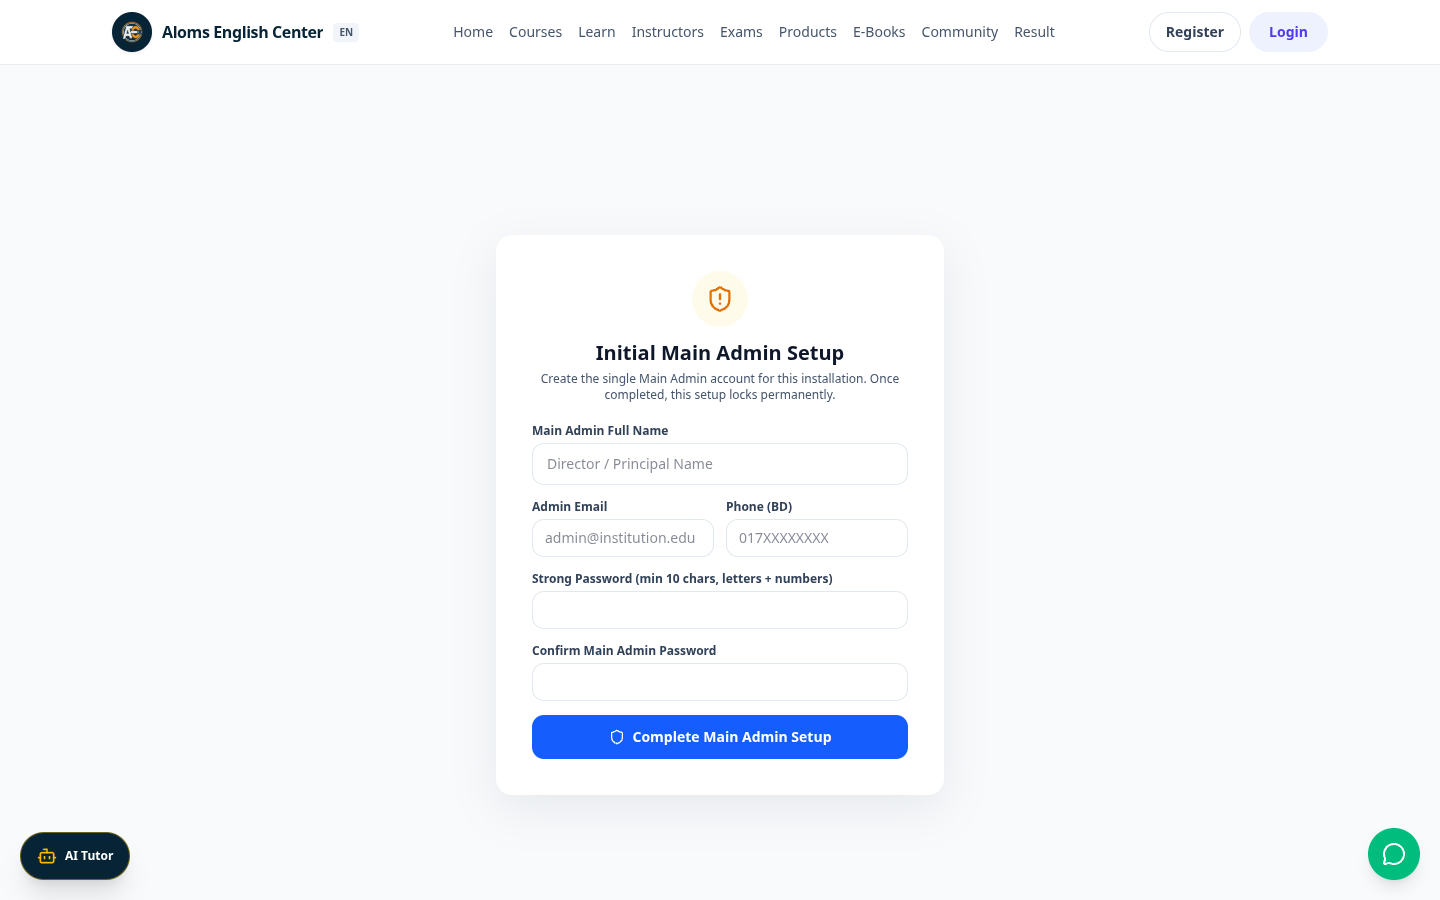 Aloms English Center
EN
Home
Courses
Learn
Instructors
Exams
Products
E-Books
Community
Result
Register
Login
Initial Main Admin Setup
Create the single Main Admin account for this installation. Once
completed, this setup locks permanently.
Main Admin Full Name
Director / Principal Name
Admin Email
Phone (BD)
admin@institution.edu
017XXXXXXXX
Strong Password (min 10 chars, letters + numbers)
Confirm Main Admin Password
Complete Main Admin Setup
AI Tutor